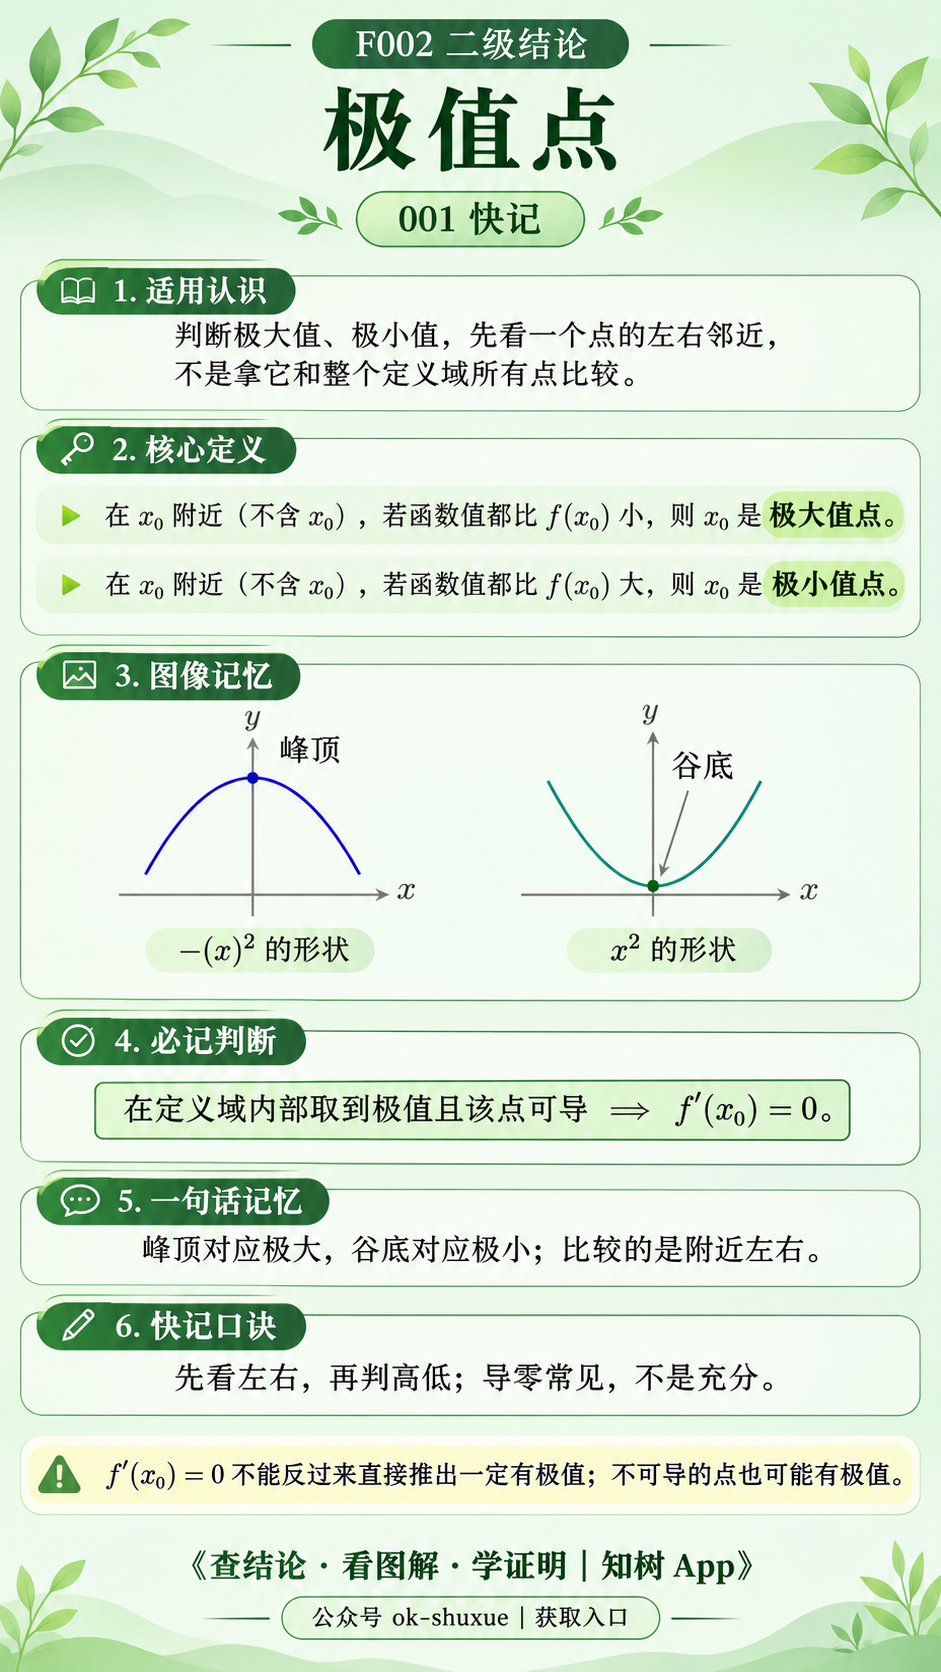 F002 二级结论
极值点
001 快记
1. 适用认识
判断极大值、极小值，先看一个点的左右邻近，
不是拿它和整个定义域所有点比较。
2. 核心定义
在 x₀ 附近（不含 x₀），若函数值都比 f(x₀) 小，则 x₀ 是 极大值点。
在 x₀ 附近（不含 x₀），若函数值都比 f(x₀) 大，则 x₀ 是 极小值点。
3. 图像记忆
y
峰顶
x
−(x)² 的形状
y
谷底
x
x² 的形状
4. 必记判断
在定义域内部取到极值且该点可导 ⟹ f′(x₀) = 0。
5. 一句话记忆
峰顶对应极大，谷底对应极小；比较的是附近左右。
6. 快记口诀
先看左右，再判高低；导零常见，不是充分。
f′(x₀) = 0 不能反过来直接推出一定有极值；不可导的点也可能有极值。
《查结论 · 看图解 · 学证明｜知树 App》
公众号 ok-shuxue｜获取入口